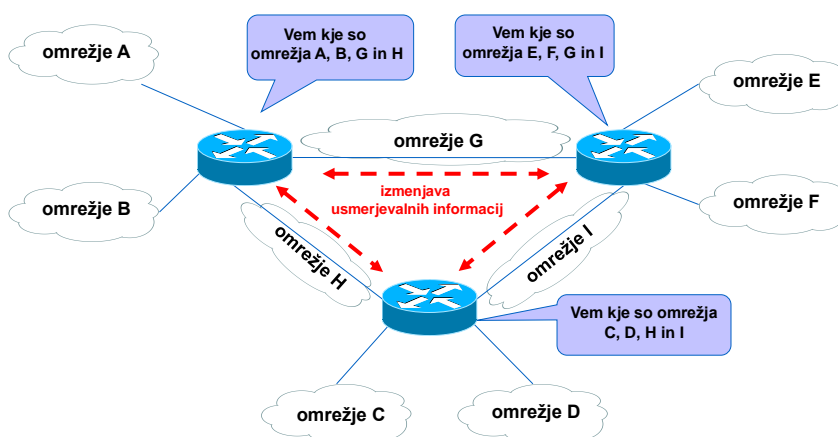 Vem kje so
omrežja A, B, G in H
Vem kje so
omrežja E, F, G in I
omrežje A
omrežje E
omrežje G
izmenjava
usmerjevalnih informacij
omrežje B
omrežje F
omrežje H
omrežje I
Vem kje so omrežja
C, D, H in I
omrežje C
omrežje D